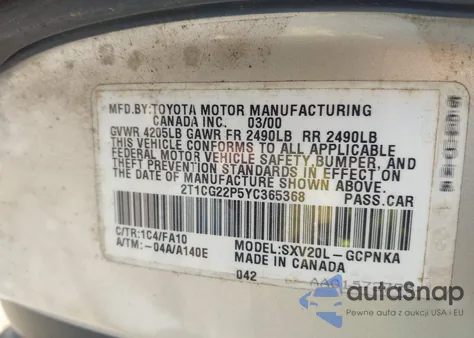 MFD.BY:TOYOTA MOTOR MANUFACTURING
CANADA INC. 03/00
GVWR 4205LB GAWR FR 2490LB RR 2490LB
THIS VEHICLE CONFORMS TO ALL APPLICABLE
FEDERAL MOTOR VEHICLE SAFETY,BUMPER, AND
THEFT PREVENTION STANDARDS IN EFFECT ON
THE DATE OF MANUFACTURE SHOWN ABOVE.
2T1CG22P5YC365368 PASS.CAR
C/TR:1C4/FA10 MODEL:SXV20L-GCPNKA
A/TM:-04A/A140E MADE IN CANADA
042
autoSnap
Pewne auta z aukcji z USA i Kanady